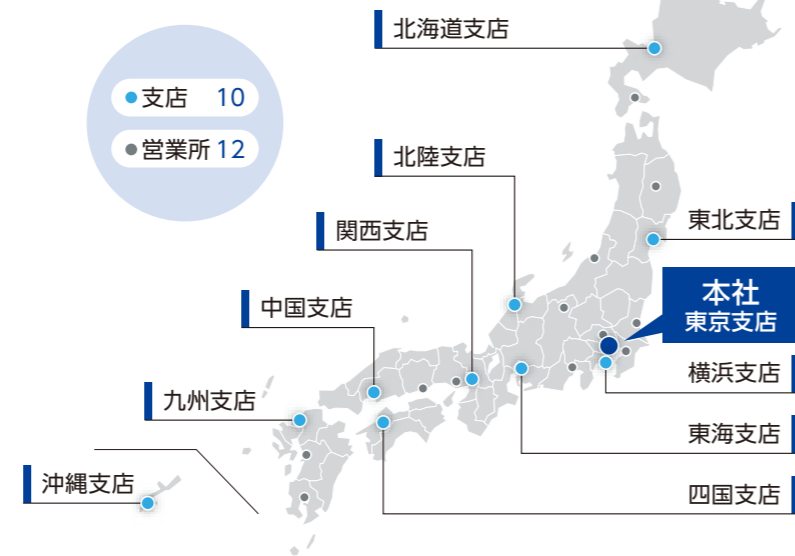 北海道支店
支店 10
営業所 12
北陸支店
東北支店
関西支店
本社
東京支店
中国支店
横浜支店
九州支店
東海支店
沖縄支店
四国支店